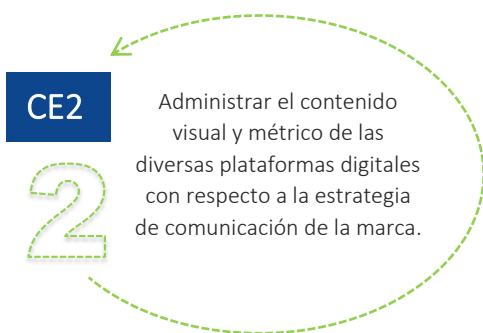 CE2
2
Administrar el contenido
visual y métrico de las
diversas plataformas digitales
con respecto a la estrategia
de comunicación de la marca.